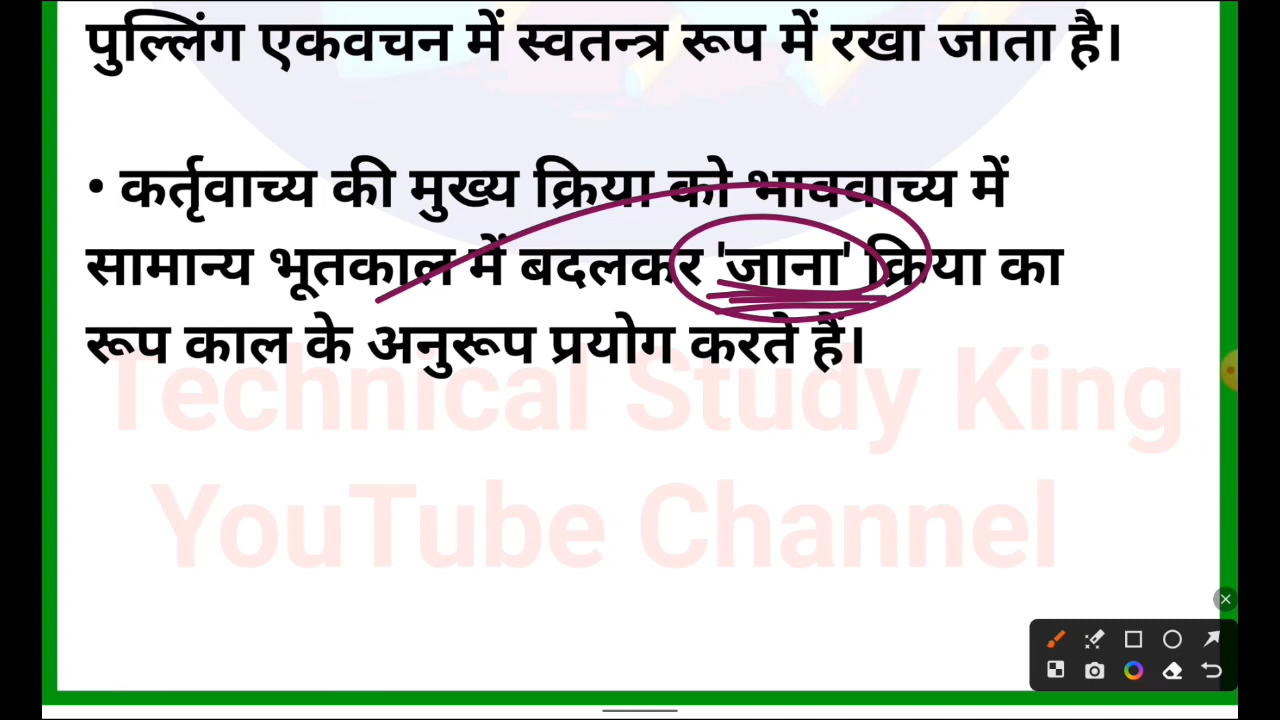 पुल्लिंग एकवचन में स्वतन्त्र रूप में रखा जाता है।
• कर्तृवाच्य की मुख्य क्रिया को भाववाच्य में
सामान्य भूतकाल में बदलकर 'जाना' क्रिया का
रूप काल के अनुरूप प्रयोग करते हैं।
Technical Study King
YouTube Channel